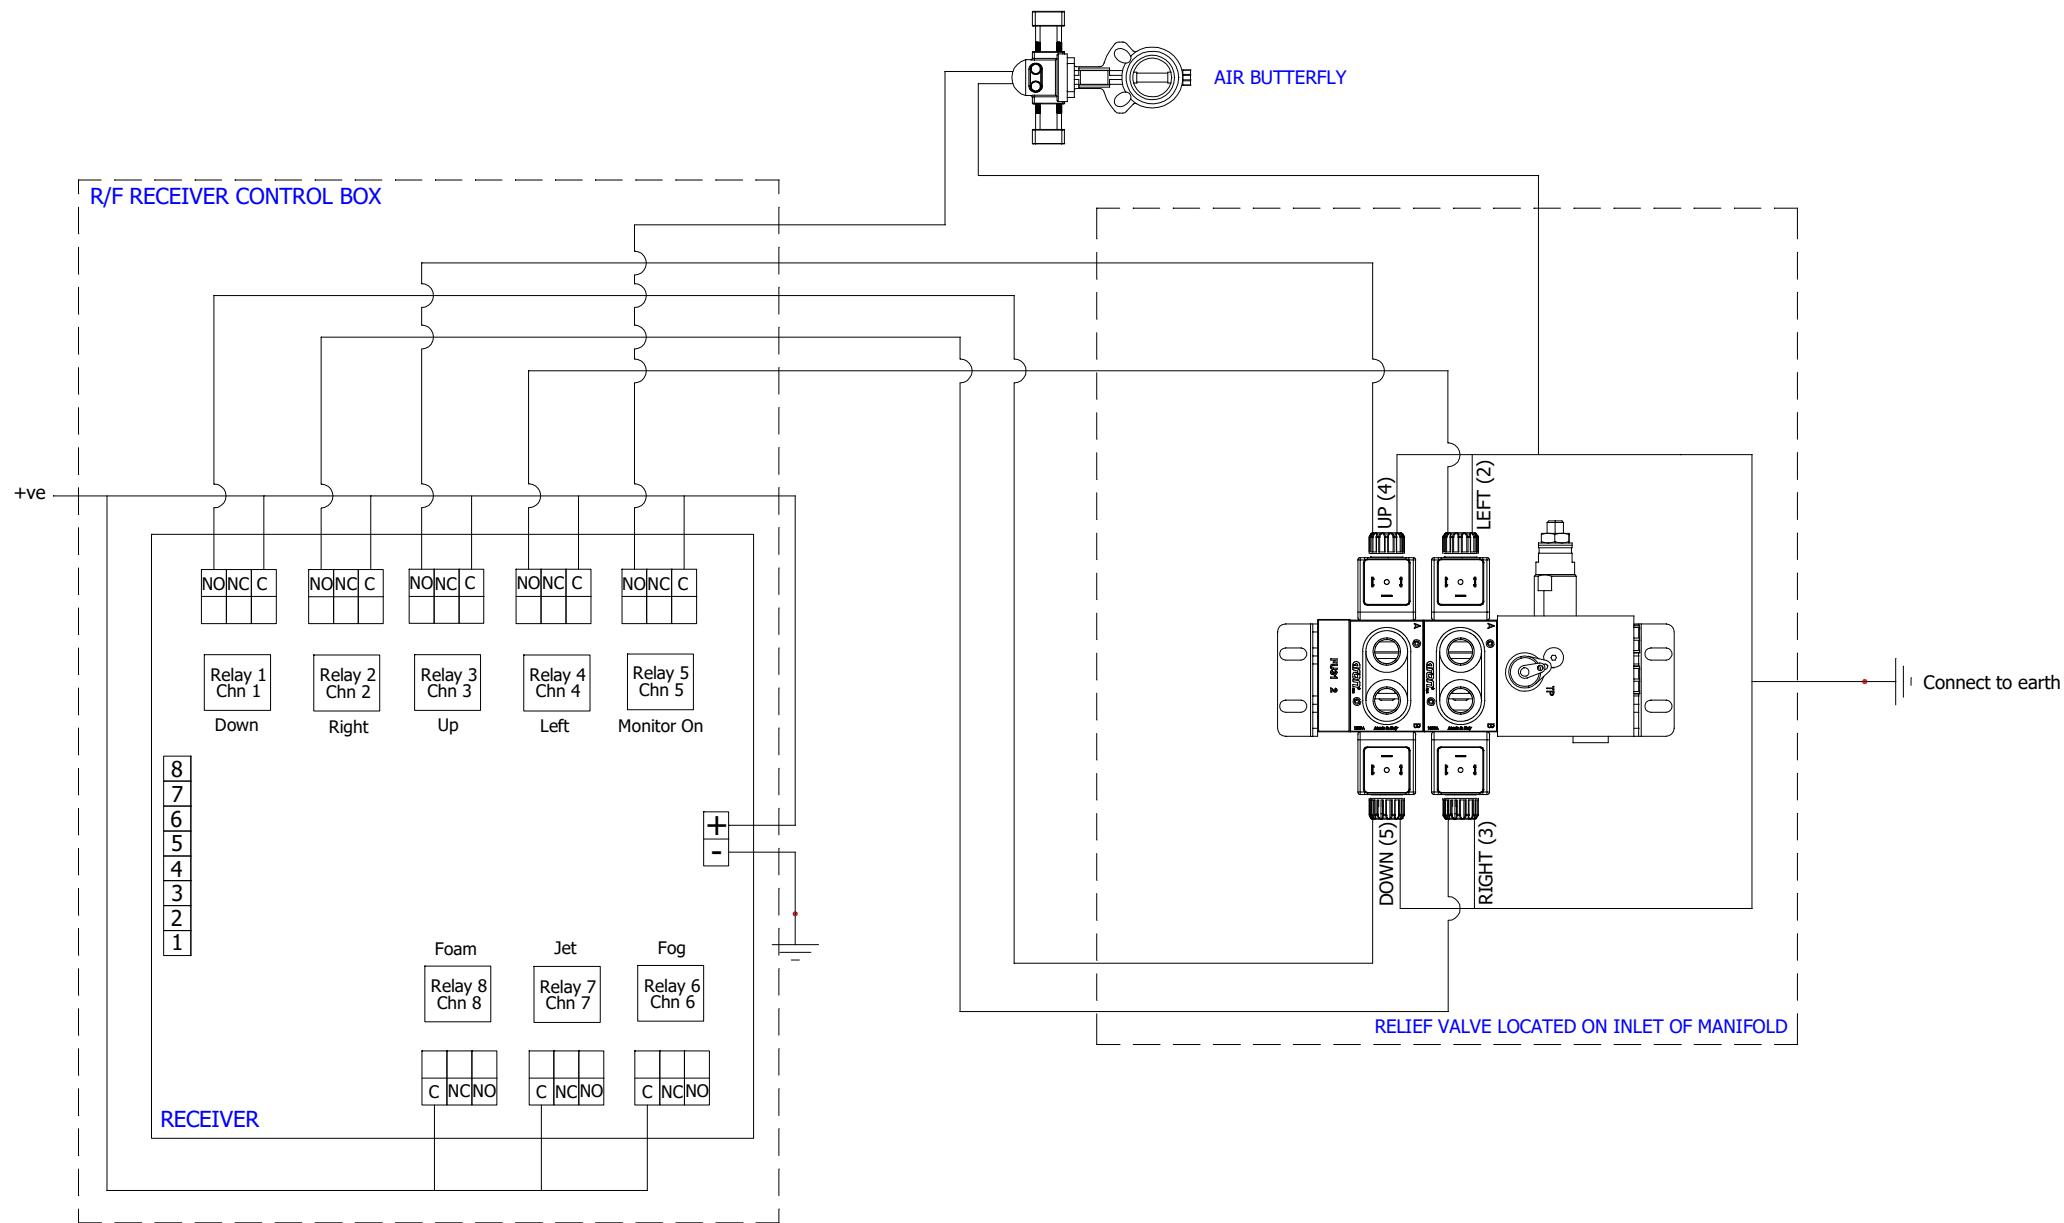 AIR BUTTERFLY
R/F RECEIVER CONTROL BOX
+ve
UP (4)
LEFT (2)
NO NC C
NO NC C
NO NC C
NO NC C
NO NC C
Relay 1
Chn 1
Down
Relay 2
Chn 2
Right
Relay 3
Chn 3
Up
Relay 4
Chn 4
Left
Relay 5
Chn 5
Monitor On
A
A
PUSH 2
TP
B
B
Connect to earth
8
7
6
5
4
3
2
1
+
-
DOWN (5)
RIGHT (3)
Foam
Relay 8
Chn 8
Jet
Relay 7
Chn 7
Fog
Relay 6
Chn 6
C NC NO
C NC NO
C NC NO
RECEIVER
RELIEF VALVE LOCATED ON INLET OF MANIFOLD